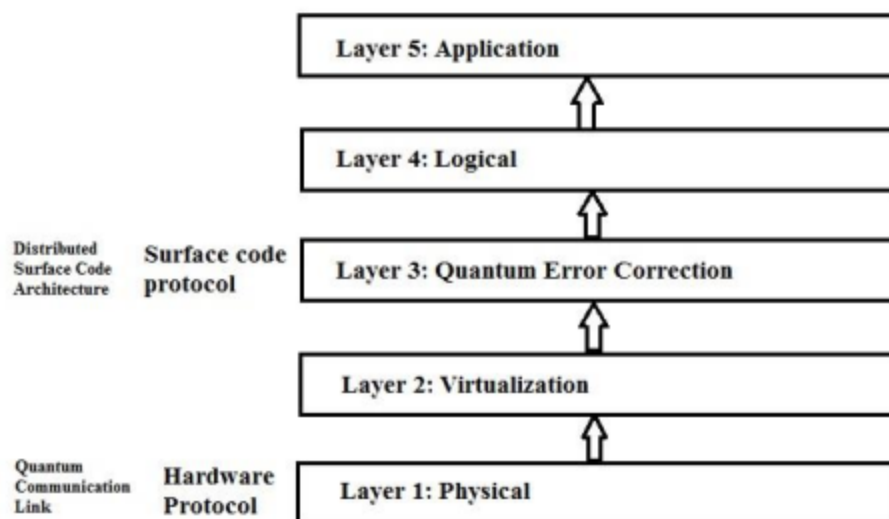 Layer 5: Application
Layer 4: Logical
Distributed
Surface Code
Architecture
Surface code
protocol
Layer 3: Quantum Error Correction
Layer 2: Virtualization
Quantum
Communication
Link
Hardware
Protocol
Layer 1: Physical